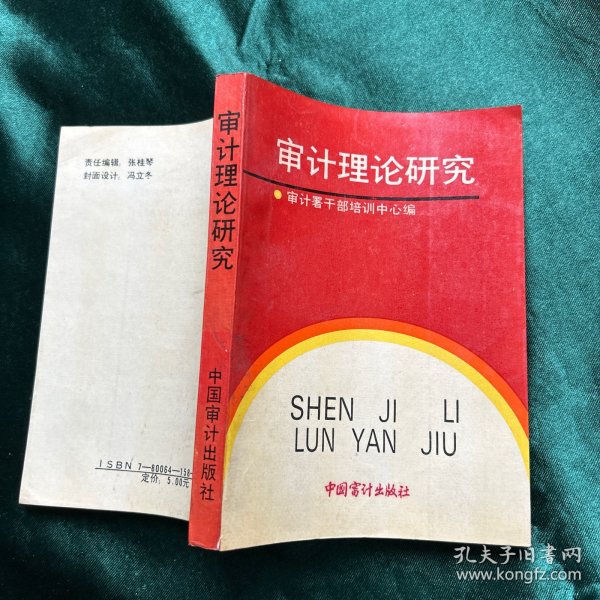 责任编辑:张桂琴
封面设计:冯立冬
ISBN 7—80064—158
定价:5.00元
审计理论研究
中国审计出版社
审计理论研究
审计署干部培训中心编
SHEN JI LI
LUN YAN JIU
中国审计出版社
孔夫子旧书网
www.kongfz.com